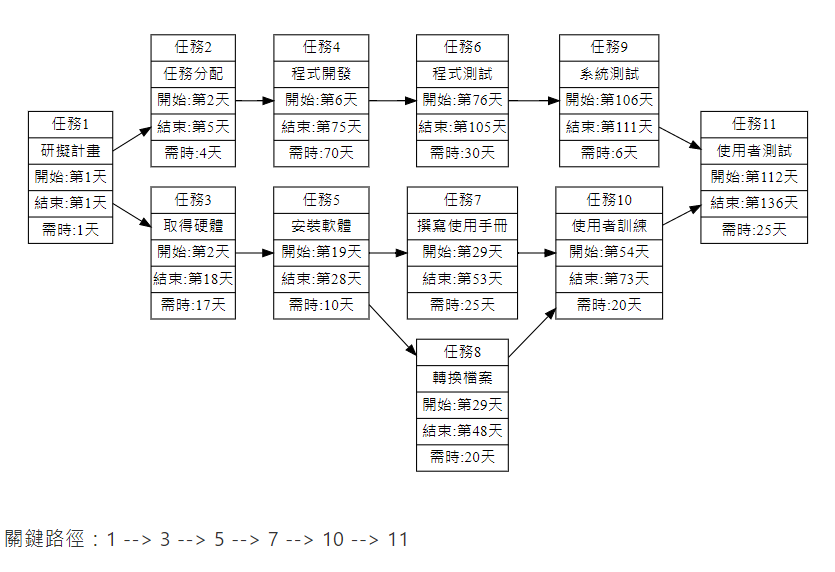 任務1
研擬計畫
開始:第1天
結束:第1天
需時:1天
任務2
任務分配
開始:第2天
結束:第5天
需時:4天
任務3
取得硬體
開始:第2天
結束:第18天
需時:17天
任務4
程式開發
開始:第6天
結束:第75天
需時:70天
任務5
安裝軟體
開始:第19天
結束:第28天
需時:10天
任務6
程式測試
開始:第76天
結束:第105天
需時:30天
任務7
撰寫使用手冊
開始:第29天
結束:第53天
需時:25天
任務8
轉換檔案
開始:第29天
結束:第48天
需時:20天
任務9
系統測試
開始:第106天
結束:第111天
需時:6天
任務10
使用者訓練
開始:第54天
結束:第73天
需時:20天
任務11
使用者測試
開始:第112天
結束:第136天
需時:25天
關鍵路徑：1 --> 3 --> 5 --> 7 --> 10 --> 11